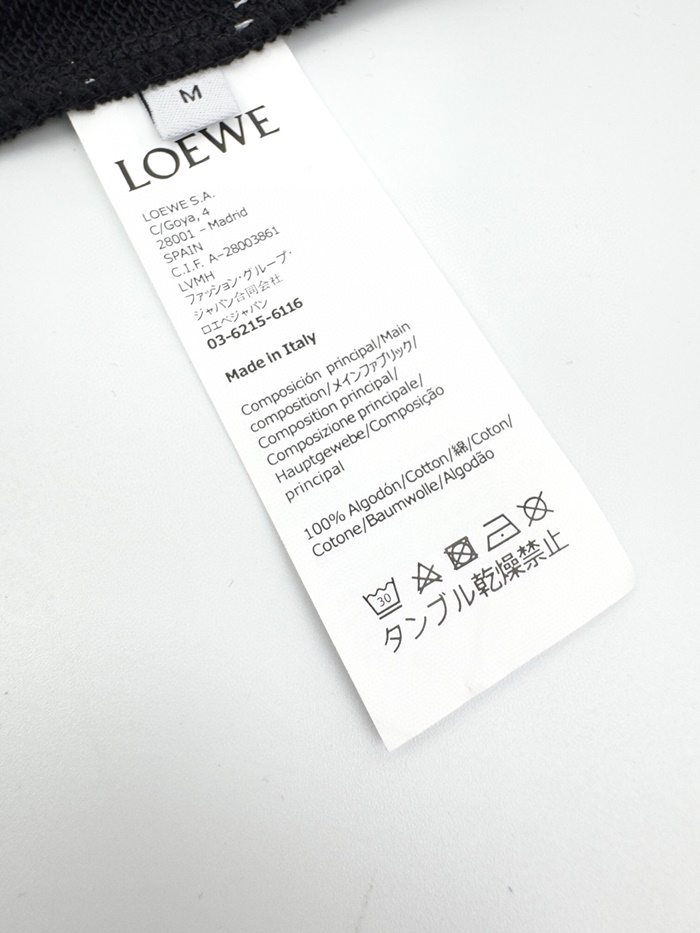 M
LOEWE
LOEWE S.A.
C/Goya, 4
28001 – Madrid
SPAIN
C.I.F. A-28003861
LVMH
ファッション・グループ・
ジャパン合同会社
ロエベジャパン
03-6215-6116
Made in Italy
Composición principal/Main
composition/メインファブリック/
Composition principal/
Composizione principale/
Hauptgewebe/Composição
principal
100% Algodón/Cotton/綿/Coton/
Cotone/Baumwolle/Algodão
30
タンブル乾燥禁止